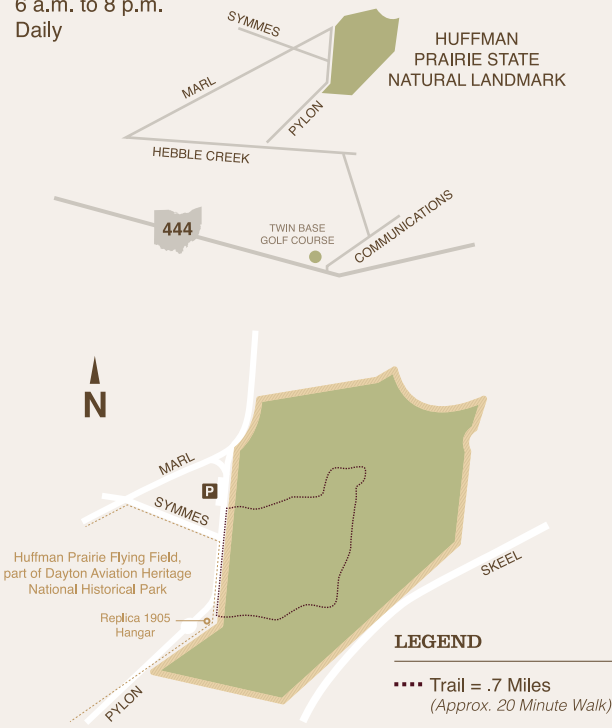 6 a.m. to 8 p.m.
Daily
SYMMES
HUFFMAN
PRAIRIE STATE
NATURAL LANDMARK
MARL
PYLON
HEBBLE CREEK
444
TWIN BASE
GOLF COURSE
COMMUNICATIONS
N
MARL
P
SYMMES
Huffman Prairie Flying Field,
part of Dayton Aviation Heritage
National Historical Park
SKEEL
Replica 1905
Hangar
PYLON
LEGEND
Trail = .7 Miles
(Approx. 20 Minute Walk)